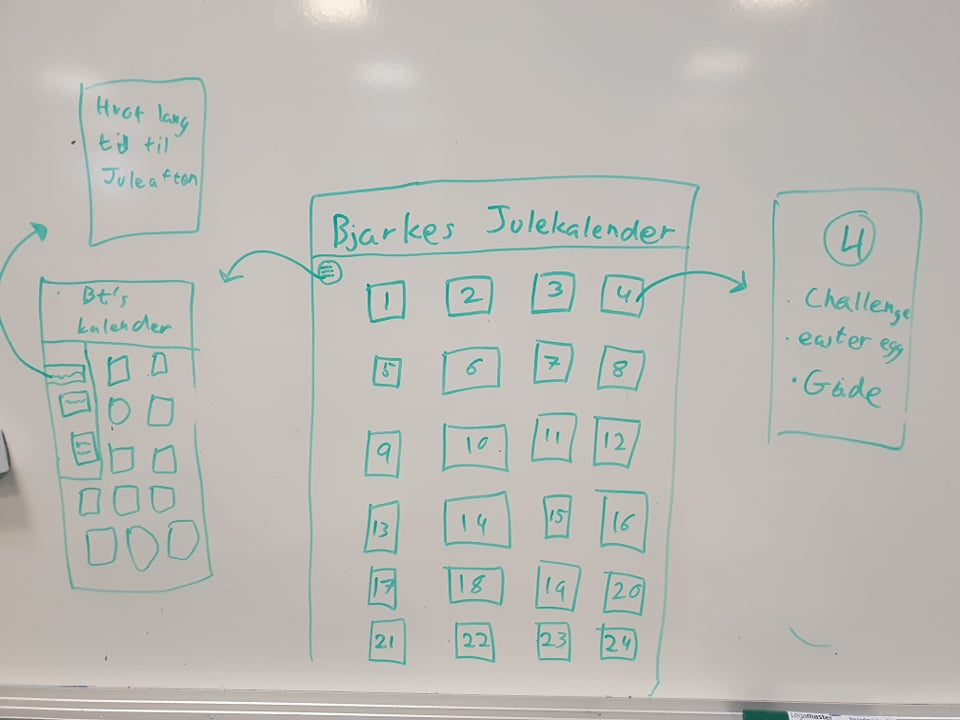 Hvor lang
tid til
Juleaften
Bt's
kalender
Bjarkes Julekalender
1 2 3 4
5 6 7 8
9 10 11 12
13 14 15 16
17 18 19 20
21 22 23 24
4
· Challenge
· easter egg
· Gåde
Legamaster